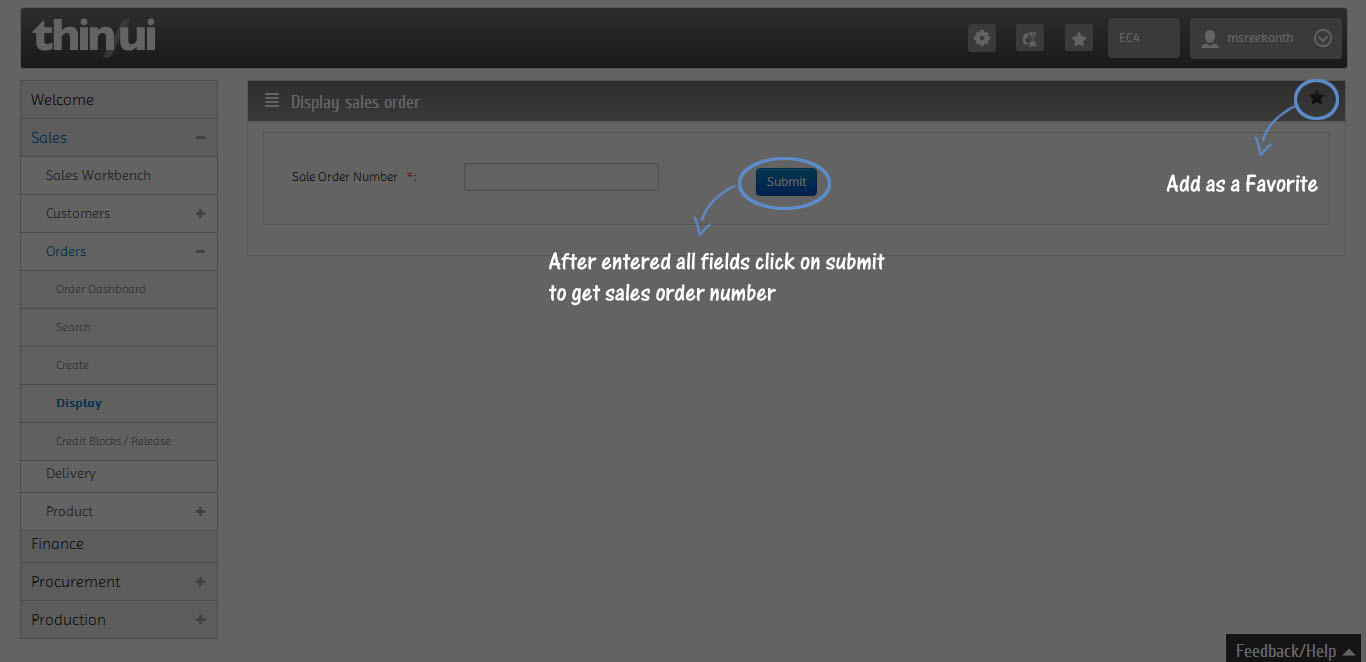 thinui
EC4
msreekanth
Welcome
Sales
Sales Workbench
Customers
Orders
Order Dashboard
Search
Create
Display
Credit Blocks / Release
Delivery
Product
Finance
Procurement
Production
Display sales order
Sale Order Number *:
Submit
Add as a Favorite
After entered all fields click on submit
to get sales order number
Feedback/Help